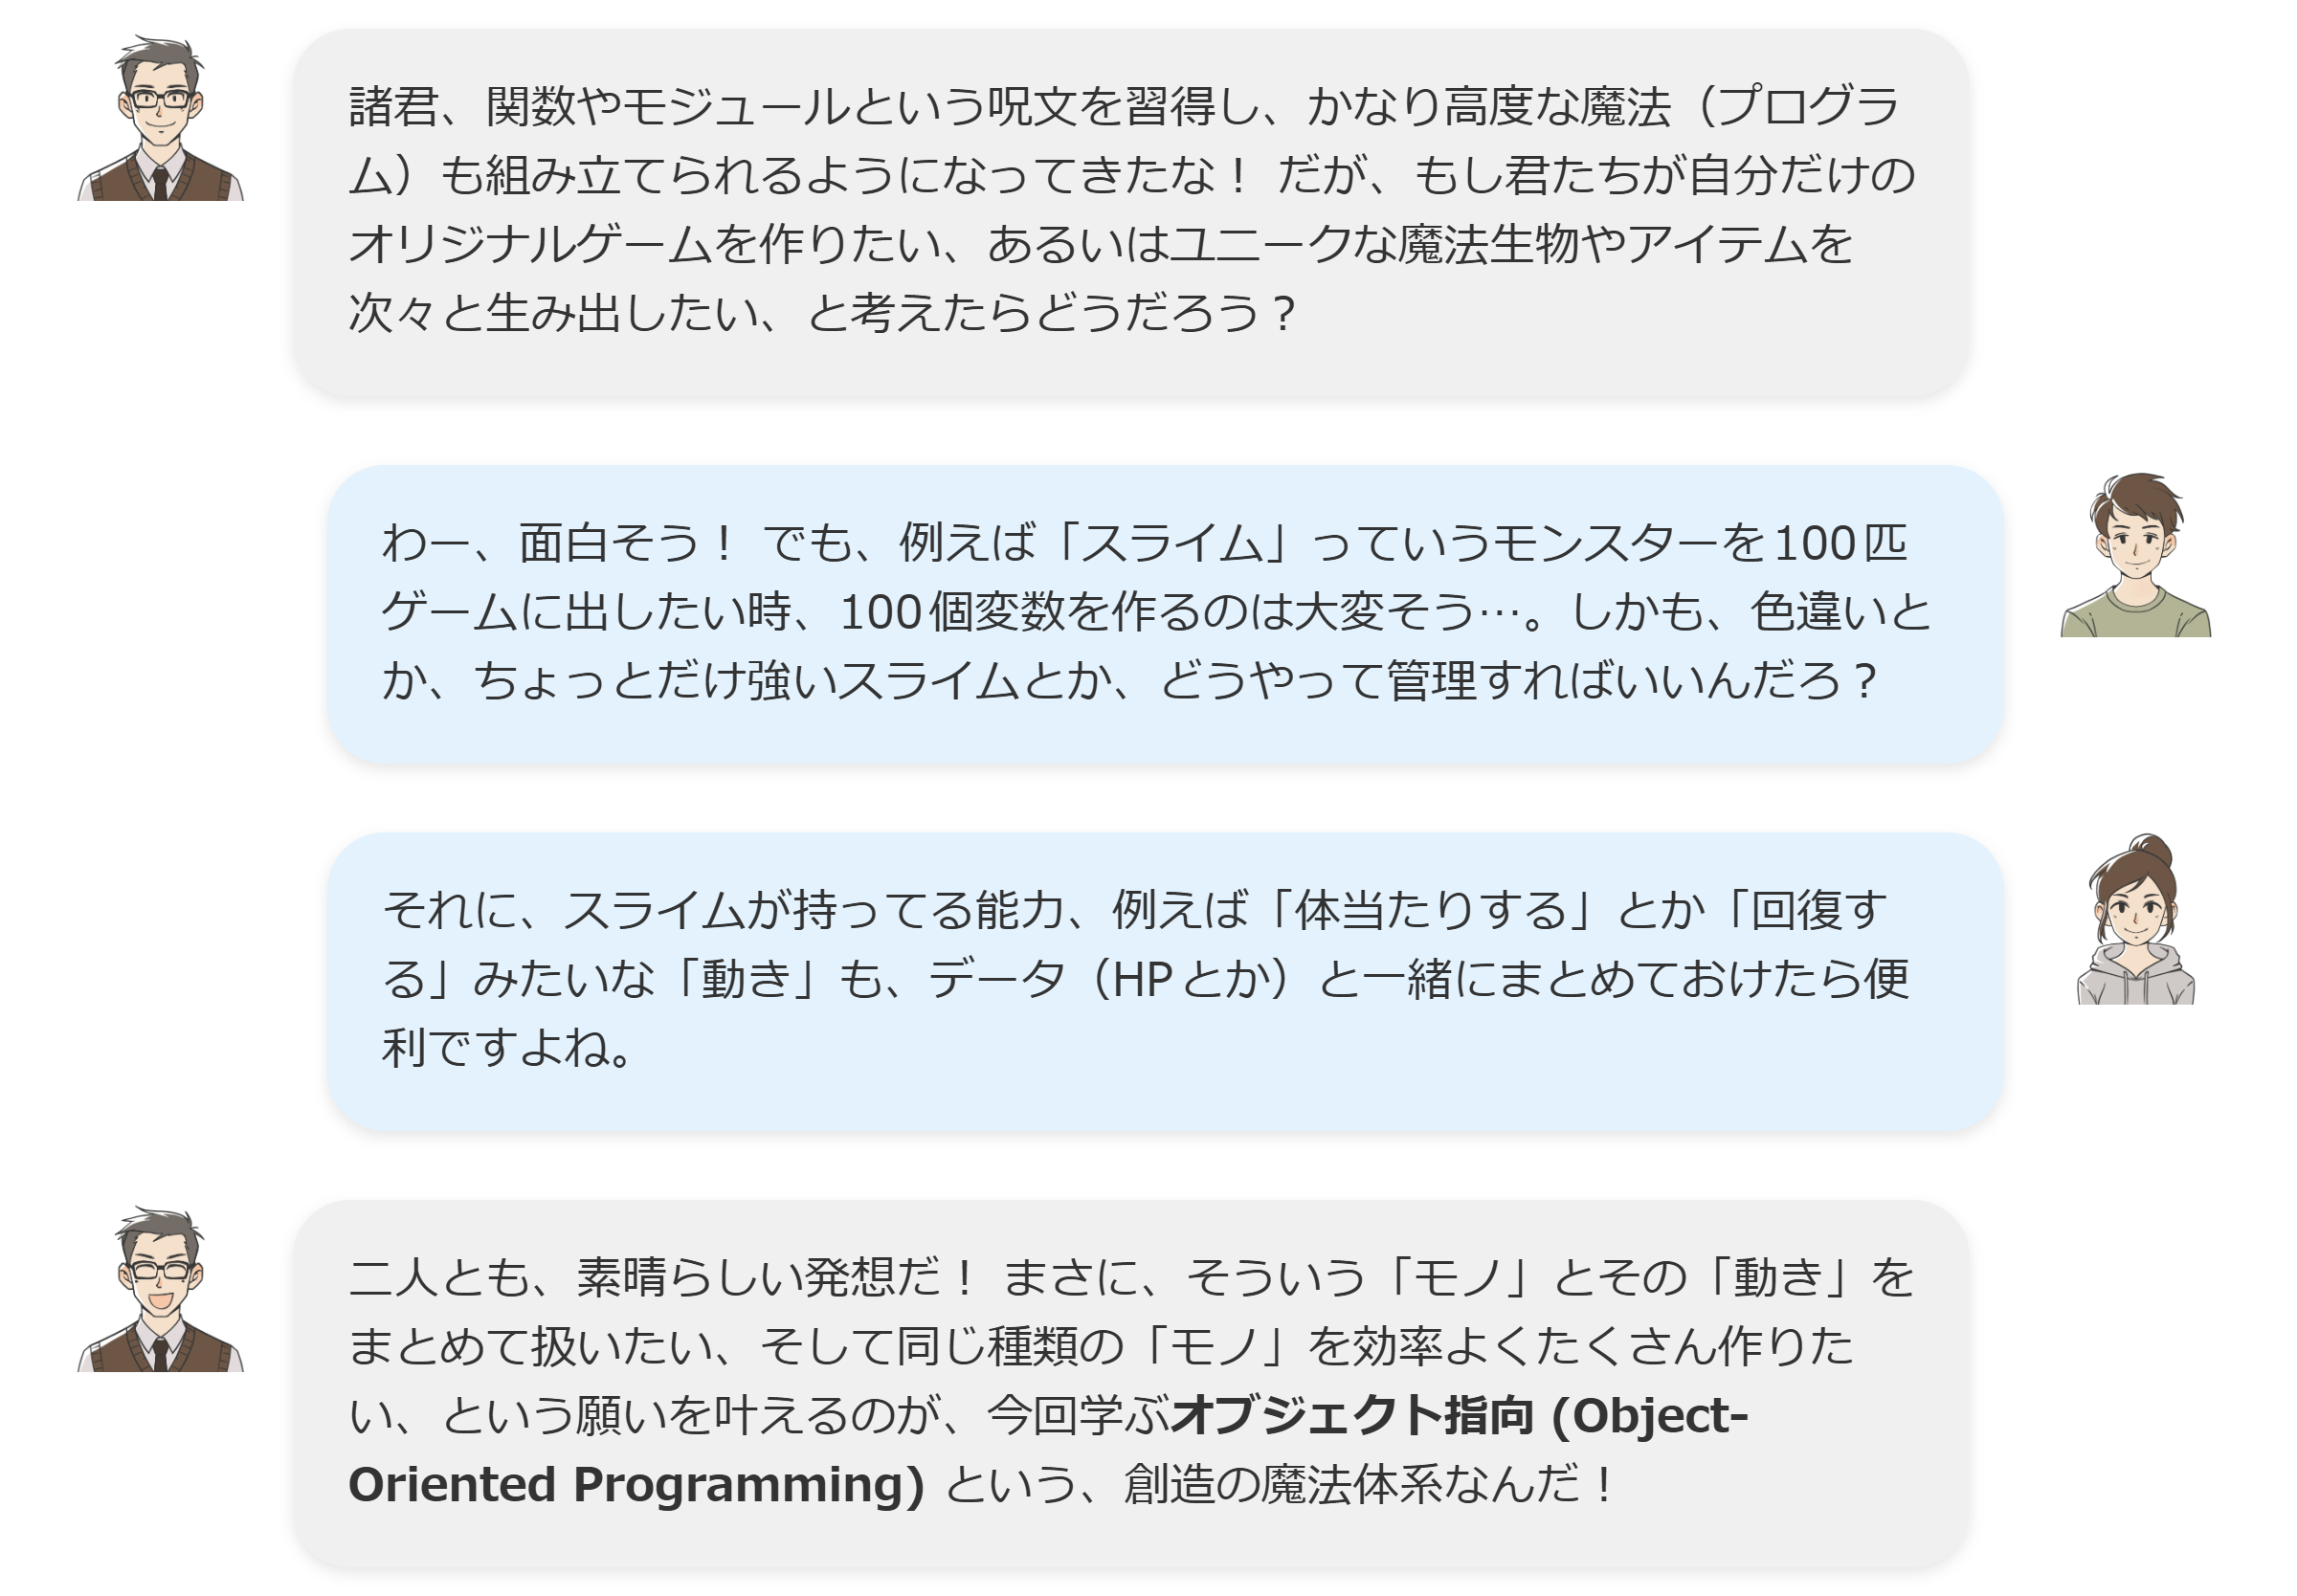 諸君、関数やモジュールという呪文を習得し、かなり高度な魔法（プログラ
ム）も組み立てられるようになってきたな！ だが、もし君たちが自分だけの
オリジナルゲームを作りたい、あるいはユニークな魔法生物やアイテムを
次々と生み出したい、と考えたらどうだろう？
わー、面白そう！ でも、例えば「スライム」っていうモンスターを100匹
ゲームに出したい時、100個変数を作るのは大変そう…。しかも、色違いと
か、ちょっとだけ強いスライムとか、どうやって管理すればいいんだろ？
それに、スライムが持ってる能力、例えば「体当たりする」とか「回復す
る」みたいな「動き」も、データ（HPとか）と一緒にまとめておけたら便
利ですよね。
二人とも、素晴らしい発想だ！ まさに、そういう「モノ」とその「動き」を
まとめて扱いたい、そして同じ種類の「モノ」を効率よくたくさん作りた
い、という願いを叶えるのが、今回学ぶオブジェクト指向 (Object-
Oriented Programming) という、創造の魔法体系なんだ！